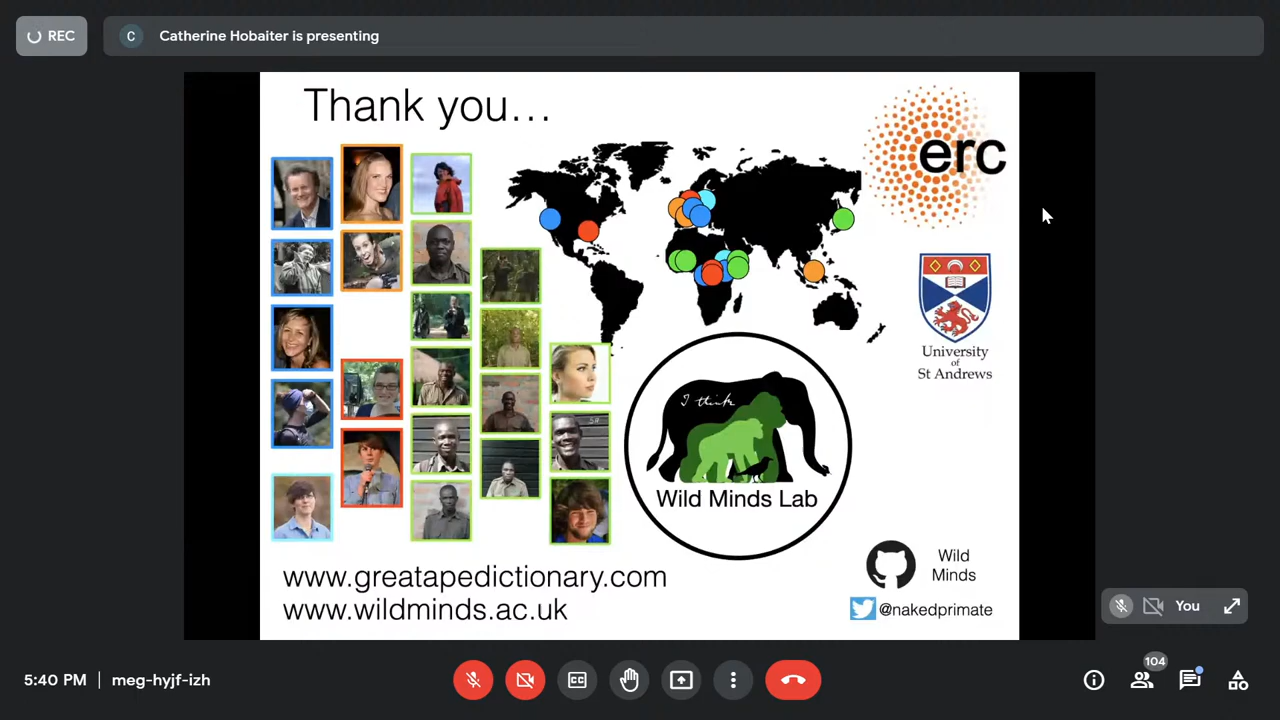 REC
C
Catherine Hobaiter is presenting
Thank you...
erc
University
of
St Andrews
I think
Wild Minds Lab
www.greatapedictionary.com
www.wildminds.ac.uk
Wild
Minds
@nakedprimate
You
5:40 PM | meg-hyjf-izh
CC
104